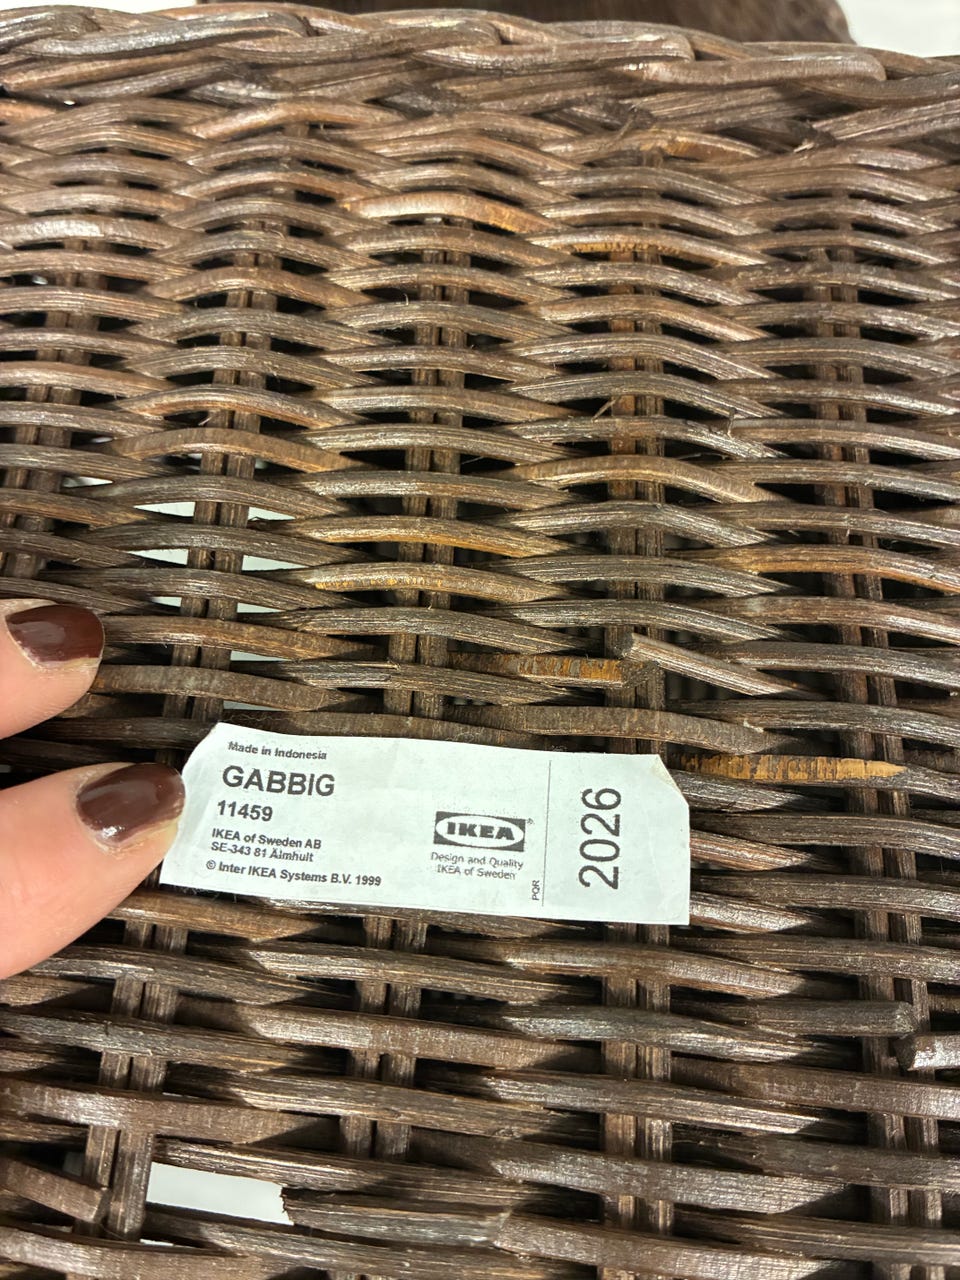 Made in Indonesia
GABBIG
11459
IKEA of Sweden AB
SE-343 81 Älmhult
© Inter IKEA Systems B.V. 1999
IKEA®
Design and Quality
IKEA of Sweden
PQR
2026